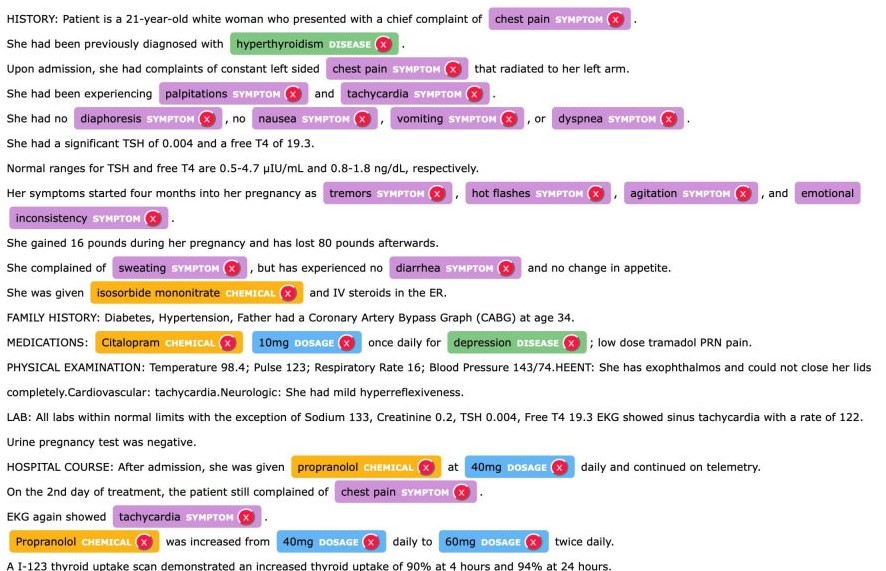 HISTORY: Patient is a 21-year-old white woman who presented with a chief complaint of chest pain SYMPTOM X .
She had been previously diagnosed with hyperthyroidism DISEASE X .
Upon admission, she had complaints of constant left sided chest pain SYMPTOM X that radiated to her left arm.
She had been experiencing palpitations SYMPTOM X and tachycardia SYMPTOM X .
She had no diaphoresis SYMPTOM X , no nausea SYMPTOM X , vomiting SYMPTOM X , or dyspnea SYMPTOM X .
She had a significant TSH of 0.004 and a free T4 of 19.3.
Normal ranges for TSH and free T4 are 0.5-4.7 µIU/mL and 0.8-1.8 ng/dL, respectively.
Her symptoms started four months into her pregnancy as tremors SYMPTOM X , hot flashes SYMPTOM X , agitation SYMPTOM X , and emotional
inconsistency SYMPTOM X .
She gained 16 pounds during her pregnancy and has lost 80 pounds afterwards.
She complained of sweating SYMPTOM X , but has experienced no diarrhea SYMPTOM X and no change in appetite.
She was given isosorbide mononitrate CHEMICAL X and IV steroids in the ER.
FAMILY HISTORY: Diabetes, Hypertension, Father had a Coronary Artery Bypass Graph (CABG) at age 34.
MEDICATIONS: Citalopram CHEMICAL X 10mg DOSAGE X once daily for depression DISEASE X ; low dose tramadol PRN pain.
PHYSICAL EXAMINATION: Temperature 98.4; Pulse 123; Respiratory Rate 16; Blood Pressure 143/74.HEENT: She has exophthalmos and could not close her lids
completely.Cardiovascular: tachycardia.Neurologic: She had mild hyperreflexiveness.
LAB: All labs within normal limits with the exception of Sodium 133, Creatinine 0.2, TSH 0.004, Free T4 19.3 EKG showed sinus tachycardia with a rate of 122.
Urine pregnancy test was negative.
HOSPITAL COURSE: After admission, she was given propranolol CHEMICAL X at 40mg DOSAGE X daily and continued on telemetry.
On the 2nd day of treatment, the patient still complained of chest pain SYMPTOM X .
EKG again showed tachycardia SYMPTOM X .
Propranolol CHEMICAL X was increased from 40mg DOSAGE X daily to 60mg DOSAGE X twice daily.
A I-123 thyroid uptake scan demonstrated an increased thyroid uptake of 90% at 4 hours and 94% at 24 hours.